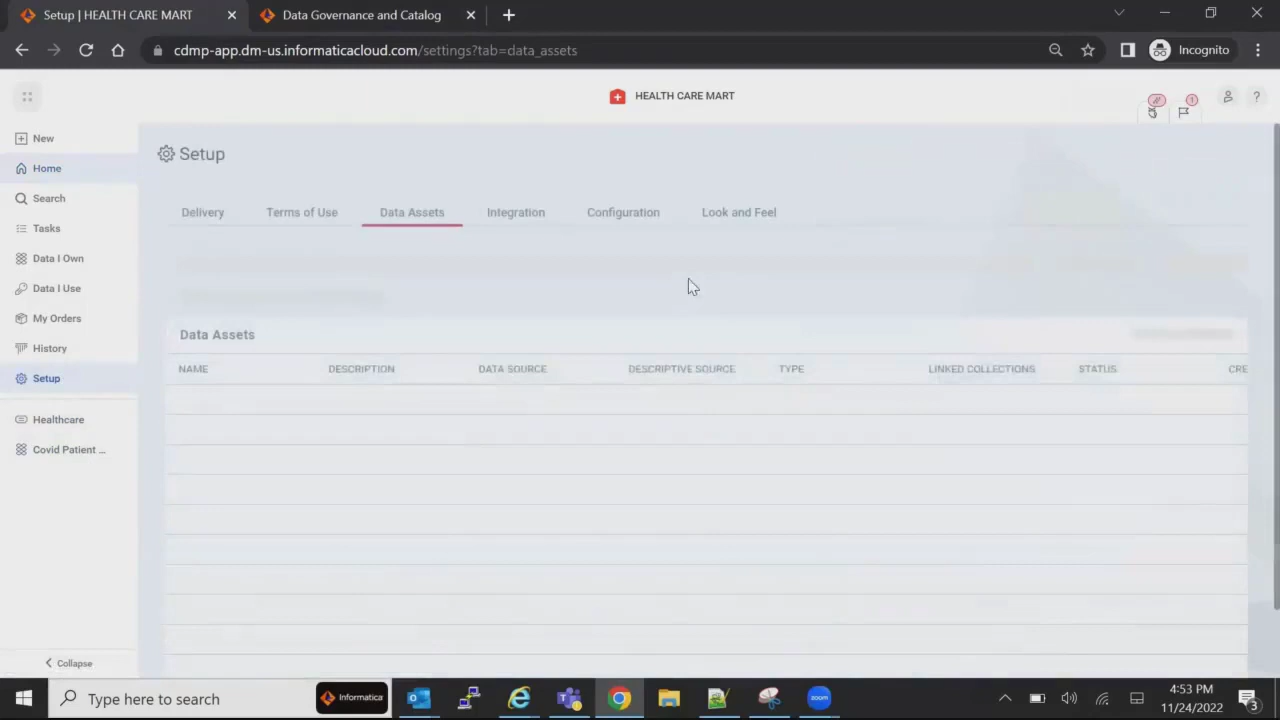 Setup | HEALTH CARE MART
Data Governance and Catalog
cdmp-app.dm-us.informaticacloud.com/settings?tab=data_assets
Incognito
HEALTH CARE MART
1
?
New
Home
Search
Tasks
Data I Own
Data I Use
My Orders
History
Setup
Healthcare
Covid Patient ...
Collapse
Setup
Delivery
Terms of Use
Data Assets
Integration
Configuration
Look and Feel
Data Assets
NAME
DESCRIPTION
DATA SOURCE
DESCRIPTIVE SOURCE
TYPE
LINKED COLLECTIONS
STATUS
CRE
Type here to search
Informatica
zoom
4:53 PM
11/24/2022
3